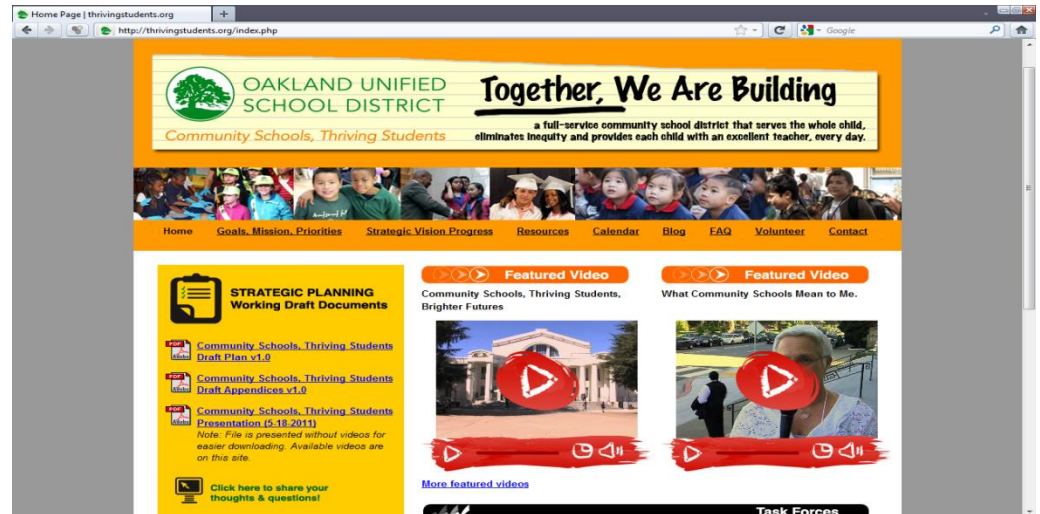 Home Page | thrivingstudents.org
http://thrivingstudents.org/index.php
Google
OAKLAND UNIFIED
SCHOOL DISTRICT
Community Schools, Thriving Students
Together, We Are Building
a full-service community school district that serves the whole child,
eliminates inequity and provides each child with an excellent teacher, every day.
Home Goals, Mission, Priorities Strategic Vision Progress Resources Calendar Blog FAQ Volunteer Contact
STRATEGIC PLANNING
Working Draft Documents
PDF
Adobe
Community Schools, Thriving Students
Draft Plan v1.0
PDF
Adobe
Community Schools, Thriving Students
Draft Appendices v1.0
PDF
Adobe
Community Schools, Thriving Students
Presentation (5-18-2011)
Note: File is presented without videos for
easier downloading. Available videos are
on this site.
Click here to share your
thoughts & questions!
Featured Video
Community Schools, Thriving Students,
Brighter Futures
More featured videos
Featured Video
What Community Schools Mean to Me.
Task Forces